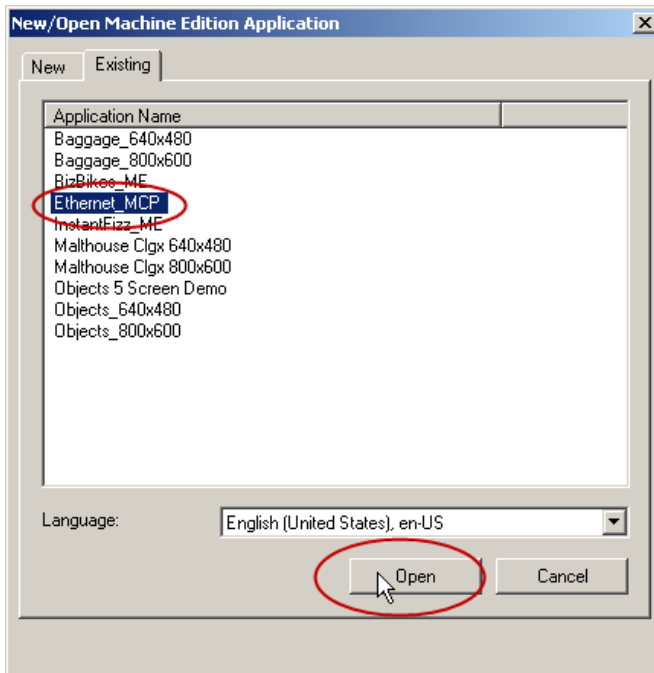 New/Open Machine Edition Application
New
Existing
Application Name
Baggage_640x480
Baggage_800x600
BizBikes_ME
Ethernet_MCP
InstantFizz_ME
Malthouse Clgx 640x480
Malthouse Clgx 800x600
Objects 5 Screen Demo
Objects_640x480
Objects_800x600
Language:
English (United States), en-US
Open
Cancel